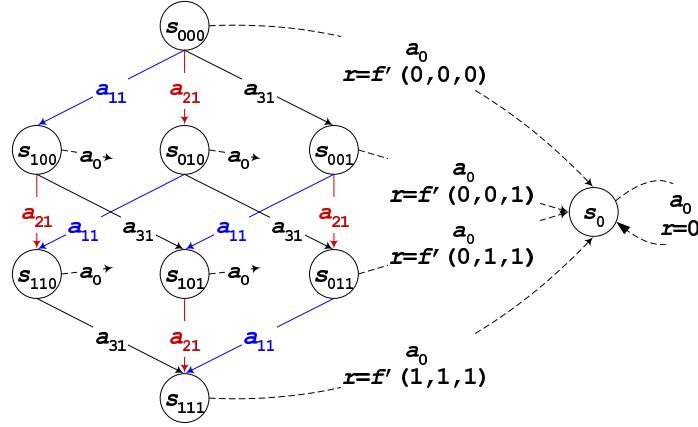 s000
a0
r=f′(0,0,0)
a11
a21
a31
s100
a0
s010
a0
s001
a0
r=f′(0,0,1)
s0
a0
r=0
a21
a11
a31
a11
a31
a21
a0
r=f′(0,1,1)
s110
a0
s101
a0
s011
a31
a21
a11
a0
r=f′(1,1,1)
s111